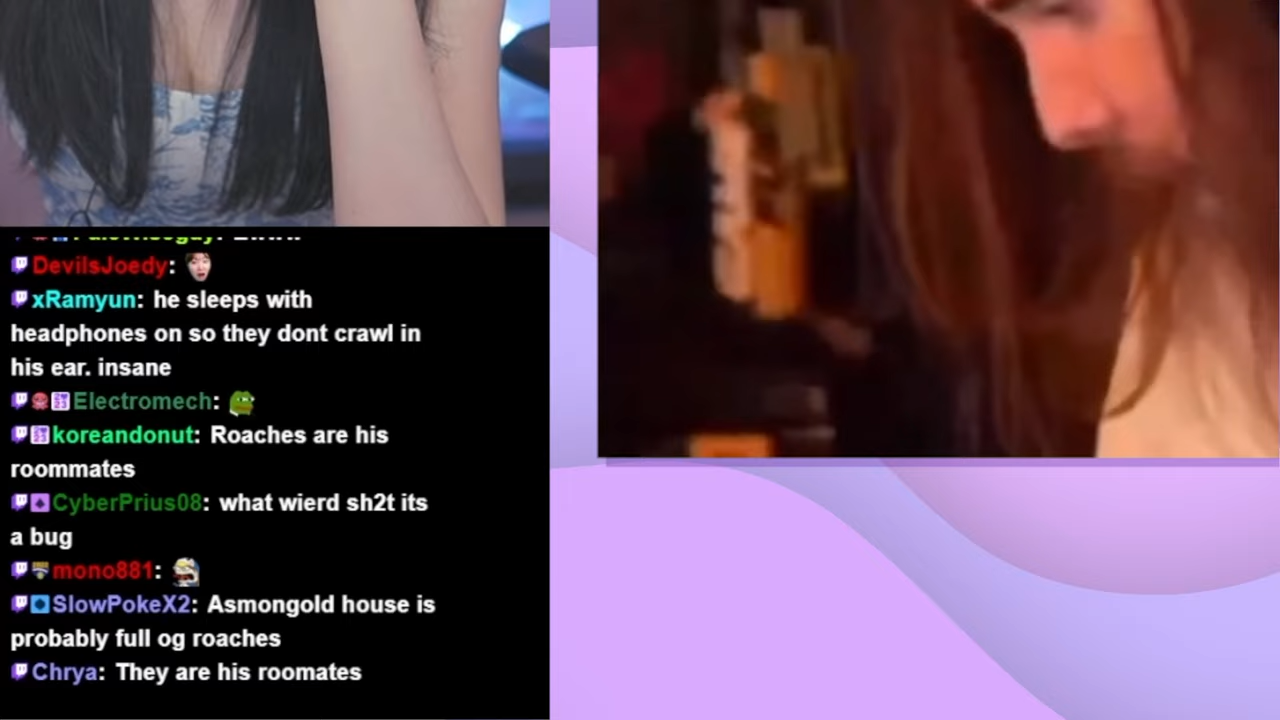 DevilsJoedy:
xRamyun: he sleeps with
headphones on so they dont crawl in
his ear. insane
Electromech:
koreandonut: Roaches are his
roommates
CyberPrius08: what wierd sh2t its
a bug
mono881:
SlowPokeX2: Asmongold house is
probably full og roaches
Chrya: They are his roomates